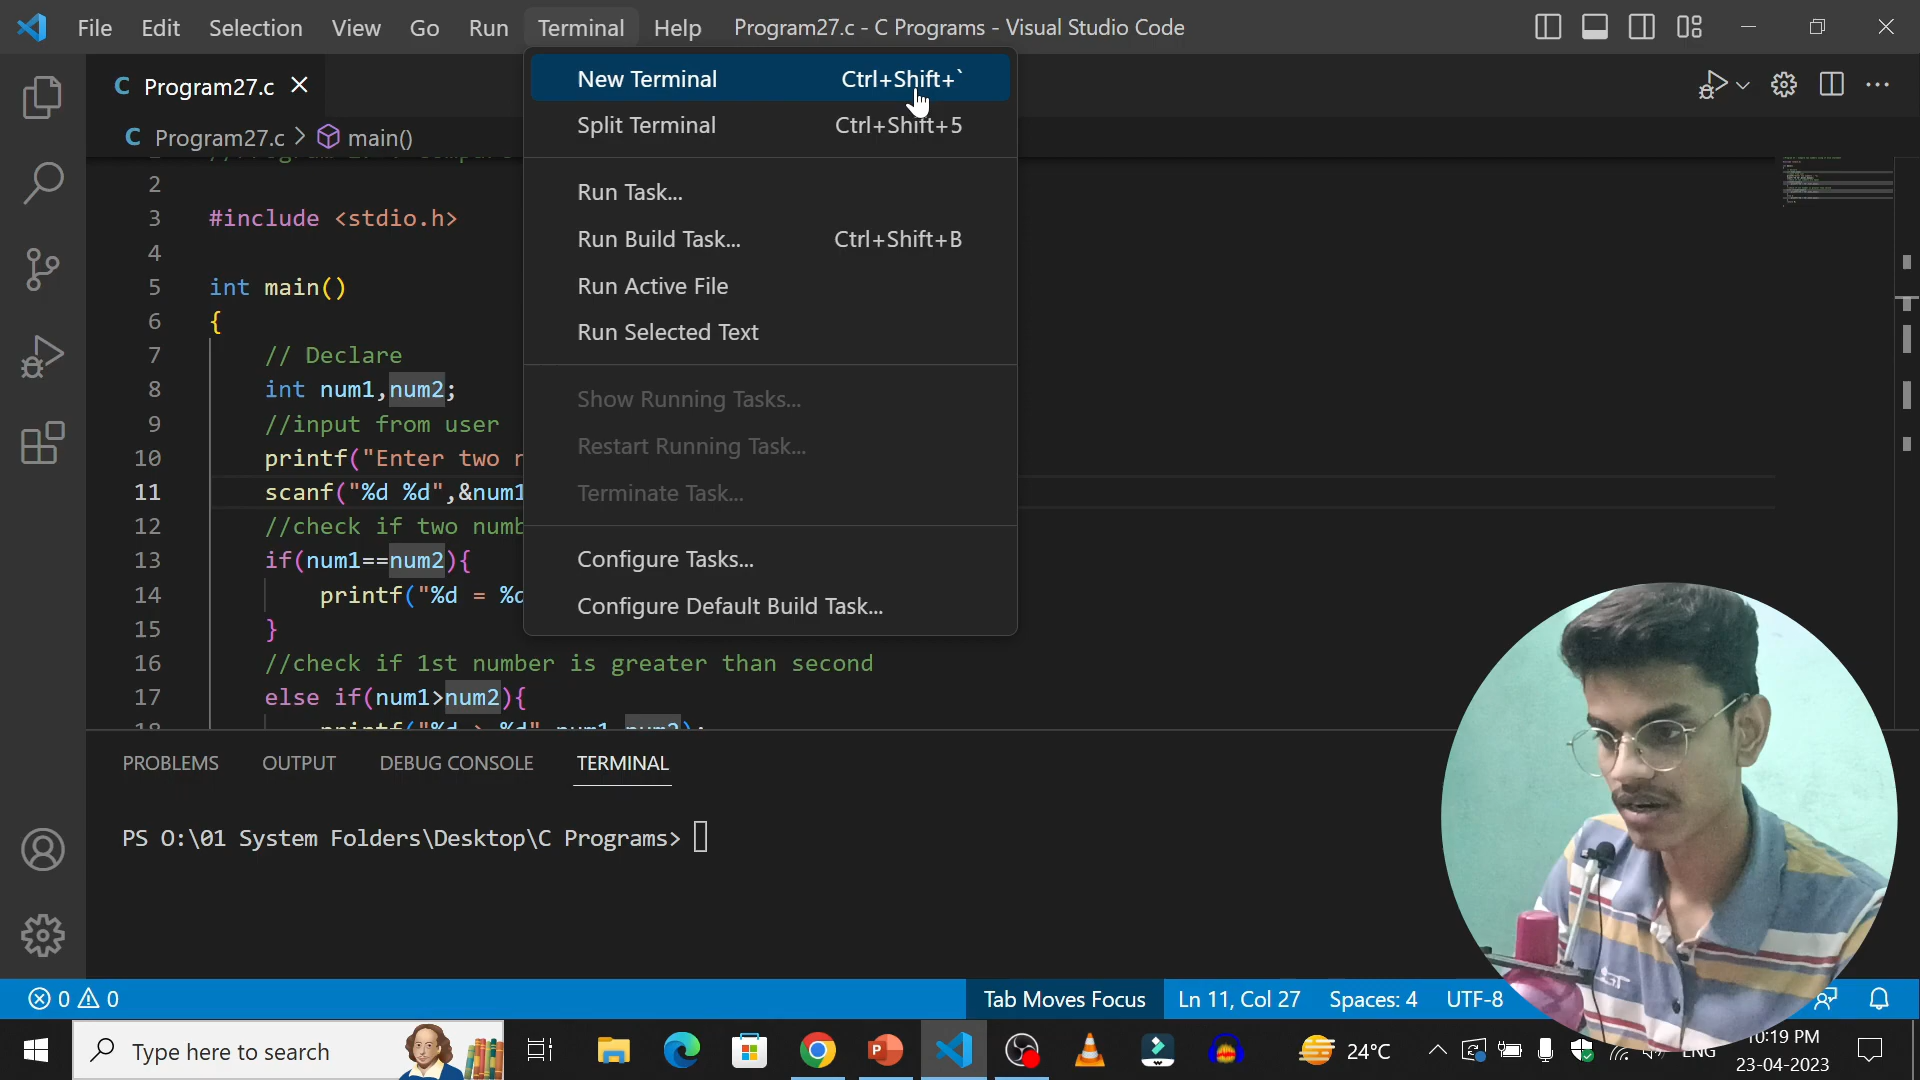 File Edit Selection View Go Run Terminal Help Program27.c - C Programs - Visual Studio Code
C Program27.c
C Program27.c > main()
New Terminal Ctrl+Shift+`
Split Terminal Ctrl+Shift+5
Run Task...
Run Build Task... Ctrl+Shift+B
Run Active File
Run Selected Text
Show Running Tasks...
Restart Running Task...
Terminate Task...
Configure Tasks...
Configure Default Build Task...
2
3 #include <stdio.h>
4
5 int main()
6 {
7 // Declare
8 int num1,num2;
9 //input from user
10 printf("Enter two
11 scanf("%d %d",&num1
12 //check if two numb
13 if(num1==num2){
14 printf("%d = %d
15 }
16 //check if 1st number is greater than second
17 else if(num1>num2){
18 printf("%d > %d",num1,num2);
PROBLEMS OUTPUT DEBUG CONSOLE TERMINAL
PS O:\01 System Folders\Desktop\C Programs>
0 0 Tab Moves Focus Ln 11, Col 27 Spaces: 4 UTF-8
Type here to search
24°C
ENG
10:19 PM
23-04-2023